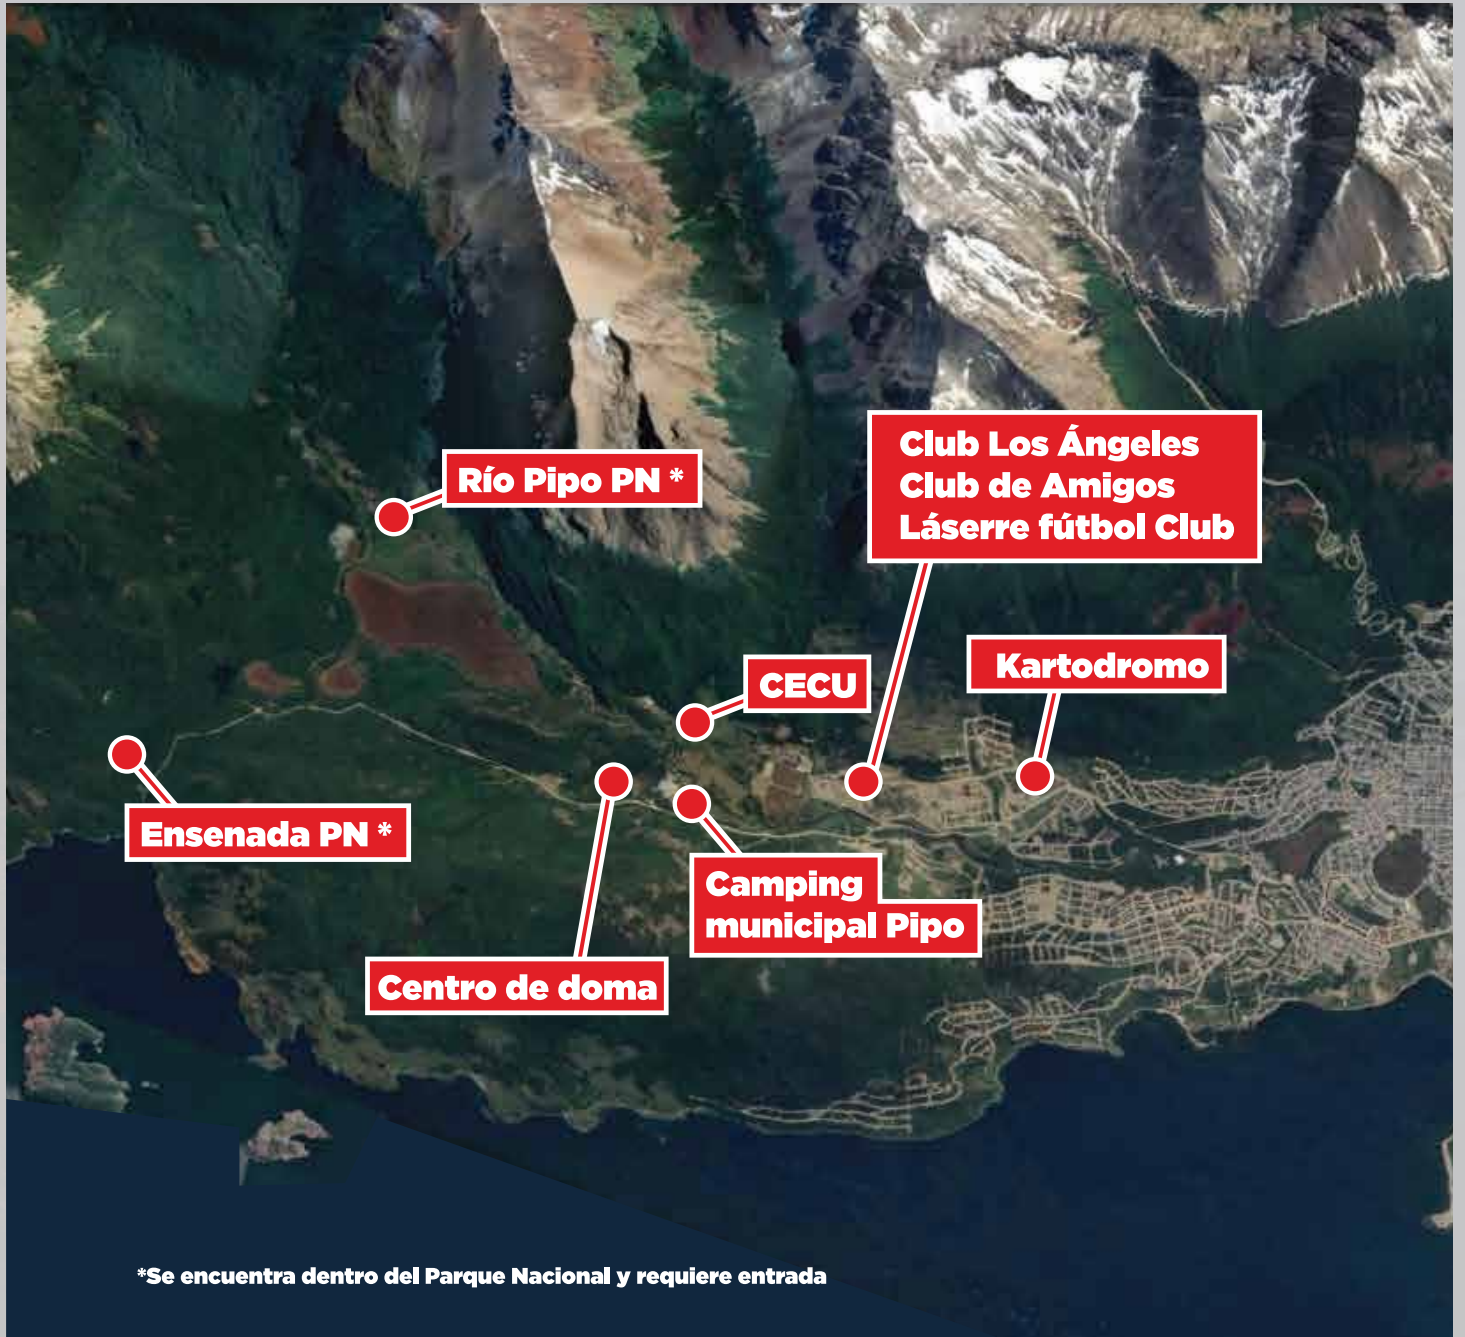 Río Pipo PN *
Club Los Ángeles
Club de Amigos
Láserre fútbol Club
CECU
Kartodromo
Ensenada PN *
Camping
municipal Pipo
Centro de doma
*Se encuentra dentro del Parque Nacional y requiere entrada